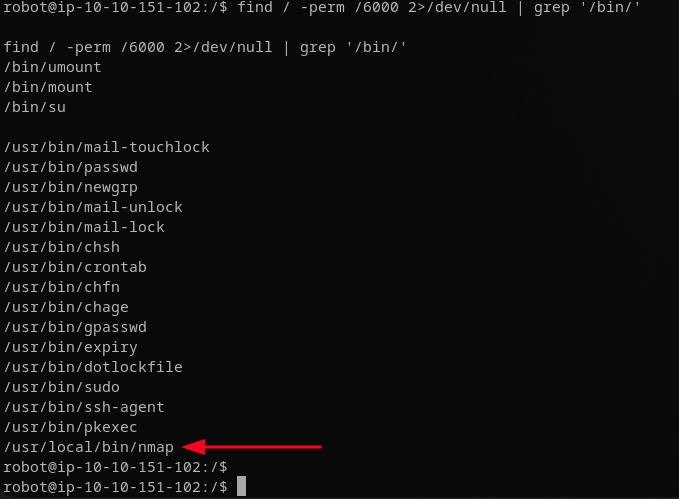 robot@ip-10-10-151-102:/$ find / -perm /6000 2>/dev/null | grep '/bin/'
find / -perm /6000 2>/dev/null | grep '/bin/'
/bin/umount
/bin/mount
/bin/su
/usr/bin/mail-touchlock
/usr/bin/passwd
/usr/bin/newgrp
/usr/bin/mail-unlock
/usr/bin/mail-lock
/usr/bin/chsh
/usr/bin/crontab
/usr/bin/chfn
/usr/bin/chage
/usr/bin/gpasswd
/usr/bin/expiry
/usr/bin/dotlockfile
/usr/bin/sudo
/usr/bin/ssh-agent
/usr/bin/pkexec
/usr/local/bin/nmap
robot@ip-10-10-151-102:/$
robot@ip-10-10-151-102:/$